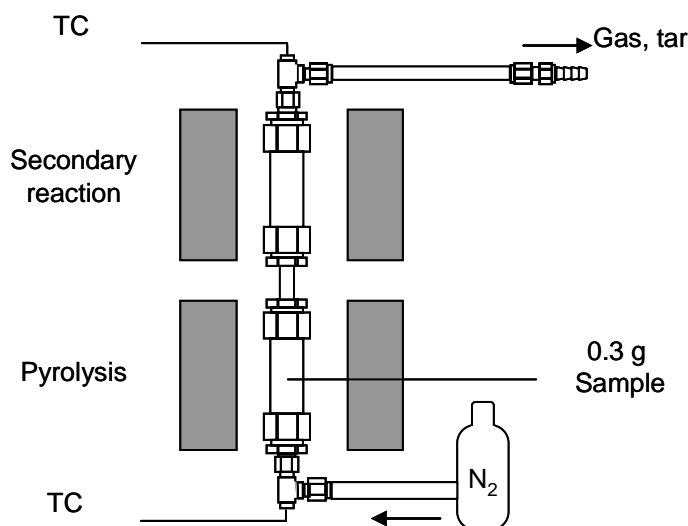 TC
Gas, tar
Secondary
reaction
Pyrolysis
0.3 g
Sample
N2
TC